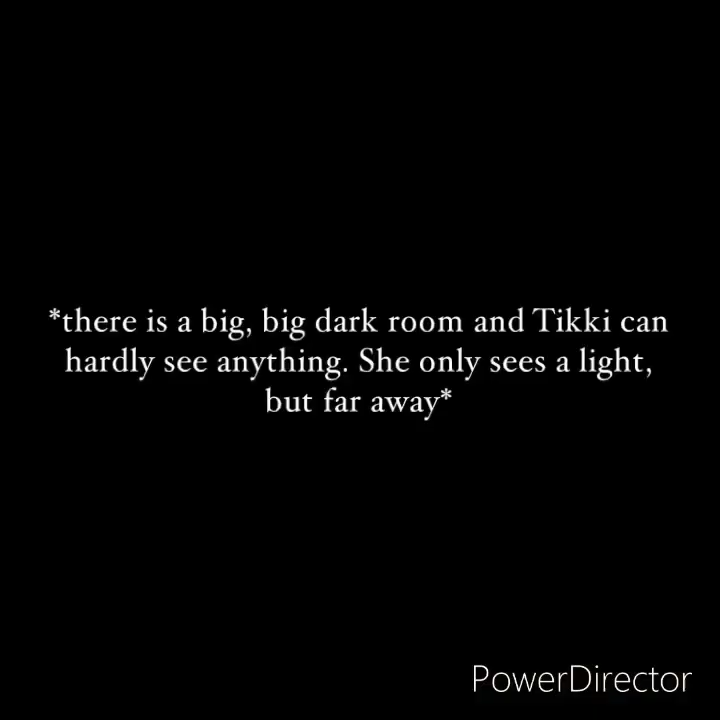 *there is a big, big dark room and Tikki can
hardly see anything. She only sees a light,
but far away*
PowerDirector